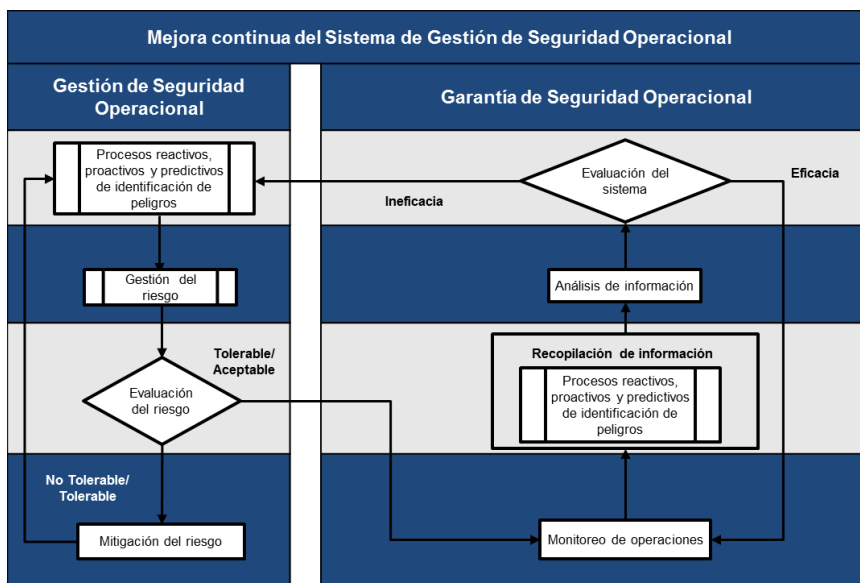 Mejora continua del Sistema de Gestión de Seguridad Operacional
Gestión de Seguridad
Operacional
Garantía de Seguridad Operacional
Procesos reactivos,
proactivos y predictivos
de identificación de
peligros
Evaluación del
sistema
Eficacia
Ineficacia
Gestión del
riesgo
Análisis de información
Tolerable/
Aceptable
Recopilación de información
Evaluación
del riesgo
Procesos reactivos,
proactivos y predictivos
de identificación de
peligros
No Tolerable/
Tolerable
Mitigación del riesgo
Monitoreo de operaciones